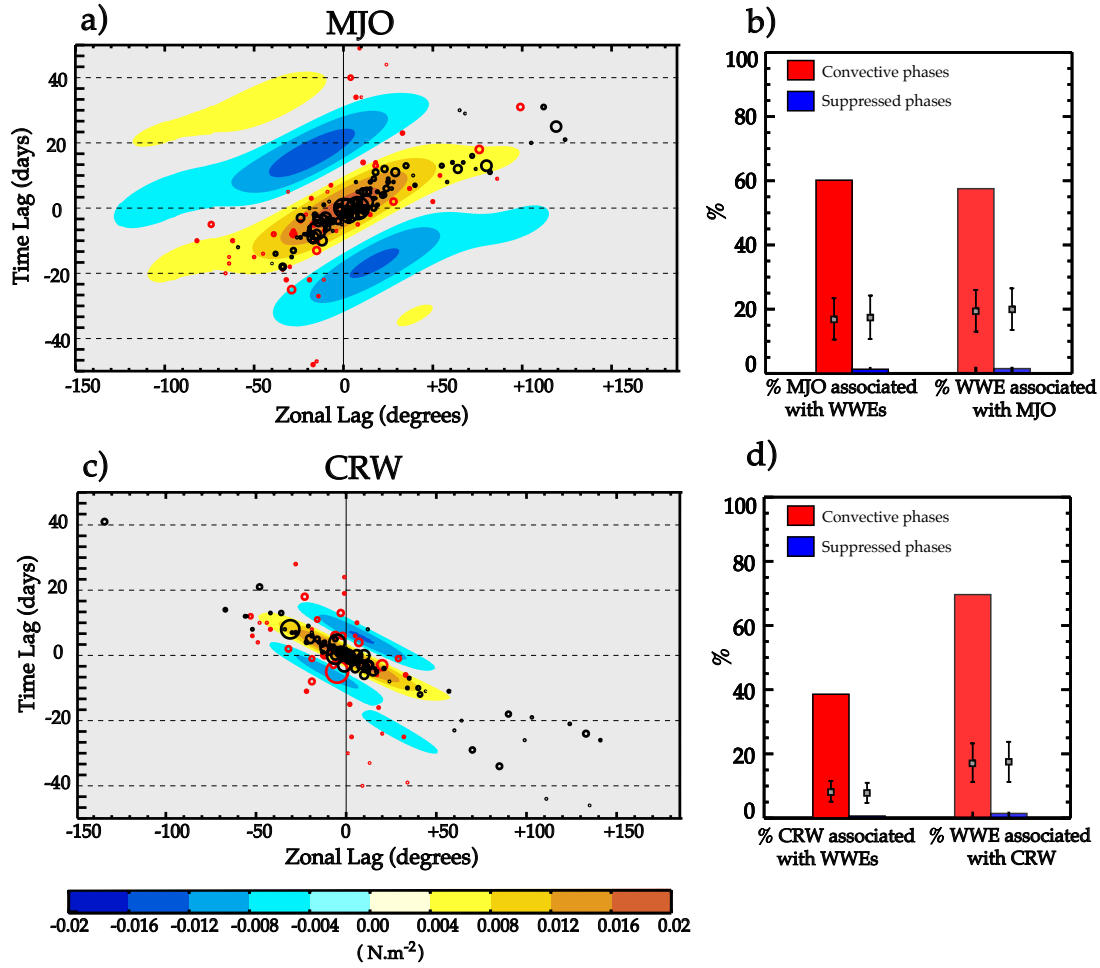 a)
MJO
40
20
0
-20
-40
Time Lag (days)
-150
-100
-50
0
+50
+100
+150
Zonal Lag (degrees)
b)
100
80
60
40
20
0
%
Convective phases
Suppressed phases
% MJO associated
with WWEs
% WWE associated
with MJO
c)
CRW
40
20
0
-20
-40
Time Lag (days)
-150
-100
-50
0
+50
+100
+150
Zonal Lag (degrees)
d)
100
80
60
40
20
0
%
Convective phases
Suppressed phases
% CRW associated
with WWEs
% WWE associated
with CRW
-0.02
-0.016
-0.012
-0.008
-0.004
0.00
0.004
0.008
0.012
0.016
0.02
( N.m-2)